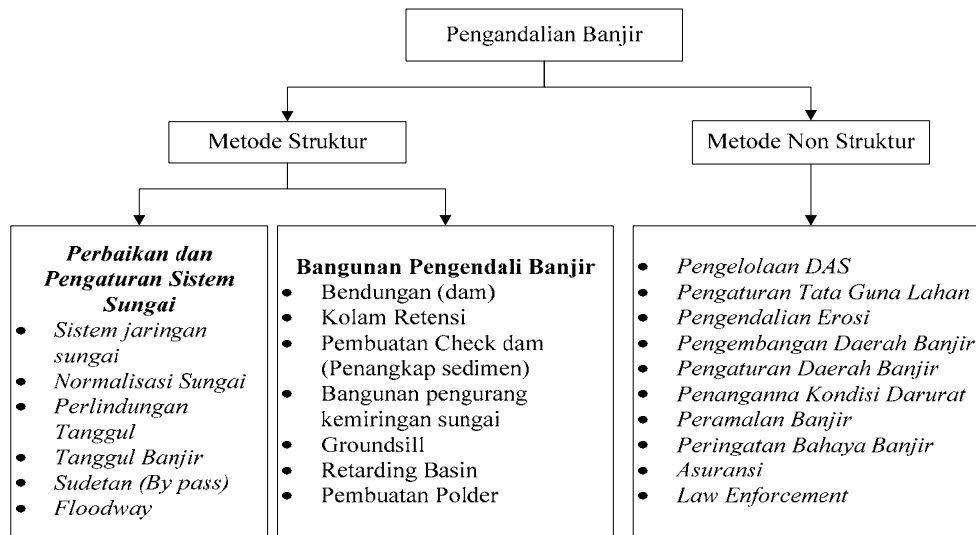 Pengandalian Banjir
Metode Struktur
Metode Non Struktur
Perbaikan dan
Pengaturan Sistem
Sungai
• Sistem jaringan
sungai
• Normalisasi Sungai
• Perlindungan
Tanggul
• Tanggul Banjir
• Sudetan (By pass)
• Floodway
Bangunan Pengendali Banjir
• Bendungan (dam)
• Kolam Retensi
• Pembuatan Check dam
(Penangkap sedimen)
• Bangunan pengurang
kemiringan sungai
• Groundsill
• Retarding Basin
• Pembuatan Polder
• Pengelolaan DAS
• Pengaturan Tata Guna Lahan
• Pengendalian Erosi
• Pengembangan Daerah Banjir
• Pengaturan Daerah Banjir
• Penanganna Kondisi Darurat
• Peramalan Banjir
• Peringatan Bahaya Banjir
• Asuransi
• Law Enforcement